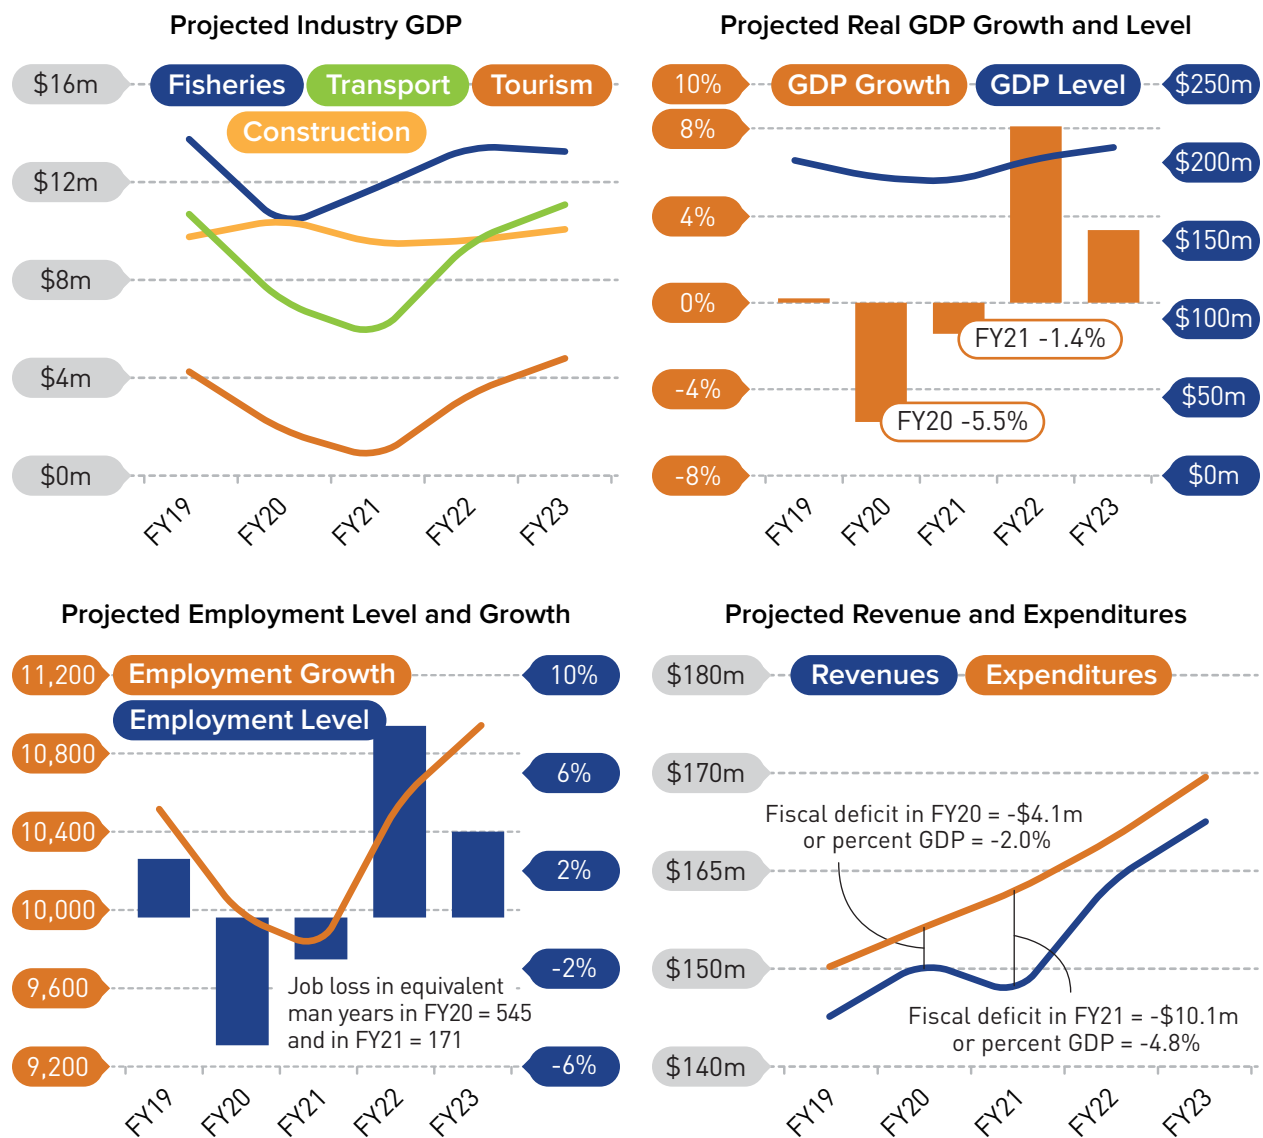 Projected Industry GDP
$16m
Fisheries
Transport
Tourism
Construction
$12m
$8m
$4m
$0m
FY19
FY20
FY21
FY22
FY23
Projected Real GDP Growth and Level
10%
GDP Growth
GDP Level
$250m
8%
$200m
4%
$150m
0%
$100m
FY21 -1.4%
-4%
$50m
FY20 -5.5%
-8%
$0m
FY19
FY20
FY21
FY22
FY23
Projected Employment Level and Growth
11,200
Employment Growth
10%
Employment Level
10,800
6%
10,400
2%
10,000
-2%
9,600
Job loss in equivalent
man years in FY20 = 545
and in FY21 = 171
9,200
-6%
FY19
FY20
FY21
FY22
FY23
Projected Revenue and Expenditures
$180m
Revenues
Expenditures
$170m
Fiscal deficit in FY20 = -$4.1m
or percent GDP = -2.0%
$165m
$150m
Fiscal deficit in FY21 = -$10.1m
or percent GDP = -4.8%
$140m
FY19
FY20
FY21
FY22
FY23